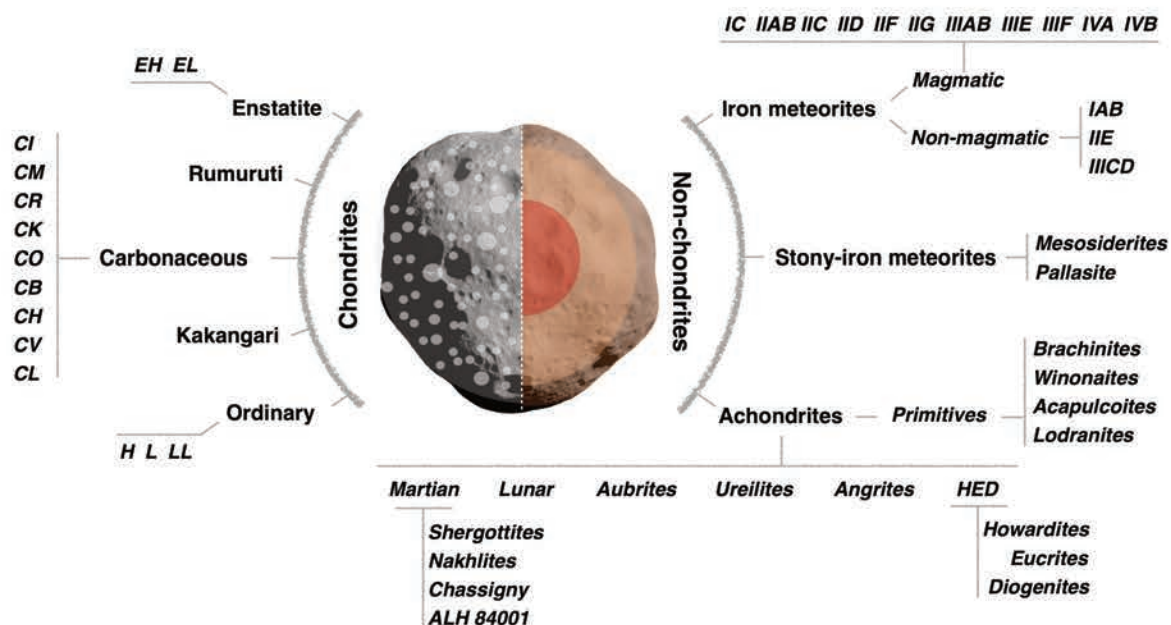 IC IIAB IIC IID IIF IIG IIIAB IIIE IIIF IVA IVB
Magmatic
Iron meteorites
Non-magmatic
IAB
IIE
IIICD
EH EL
Enstatite
Rumuruti
CI
CM
CR
CK
CO
CB
CH
CV
CL
Carbonaceous
Kakangari
Ordinary
H L LL
Chondrites
Non-chondrites
Stony-iron meteorites
Mesosiderites
Pallasite
Achondrites
Primitives
Brachinites
Winonaites
Acapulcoites
Lodranites
Martian Lunar Aubrites Ureilites Angrites HED
Shergottites
Nakhlites
Chassigny
ALH 84001
Howardites
Eucrites
Diogenites